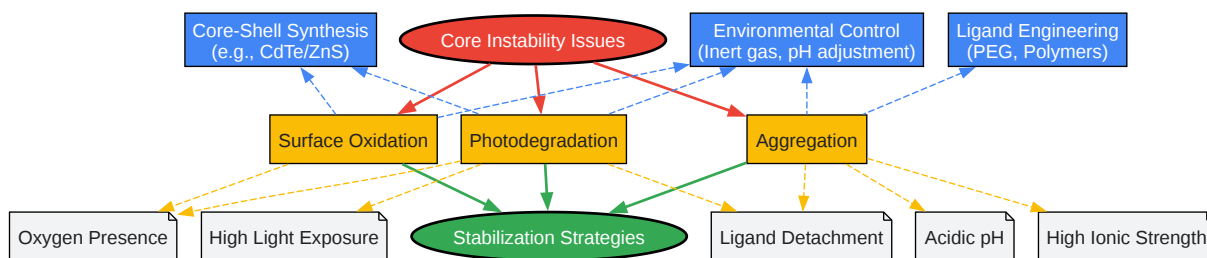 Core-Shell Synthesis
(e.g., CdTe/ZnS)
Core Instability Issues
Environmental Control
(Inert gas, pH adjustment)
Ligand Engineering
(PEG, Polymers)
Surface Oxidation
Photodegradation
Aggregation
Oxygen Presence
High Light Exposure
Stabilization Strategies
Ligand Detachment
Acidic pH
High Ionic Strength